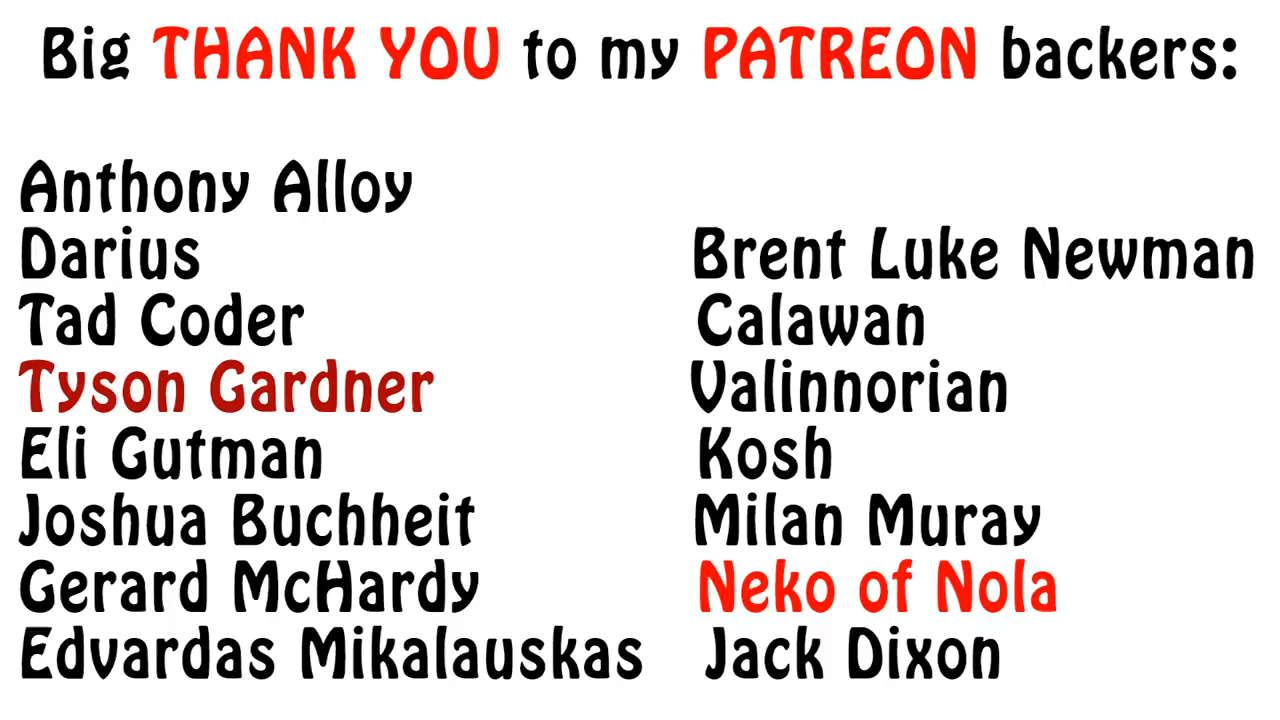 Big THANK YOU to my PATREON backers:
Anthony Alloy
Darius
Tad Coder
Tyson Gardner
Eli Gutman
Joshua Buchheit
Gerard McHardy
Edvardas Mikalauskas
Brent Luke Newman
Calawan
Valinnorian
Kosh
Milan Muray
Neko of Nola
Jack Dixon